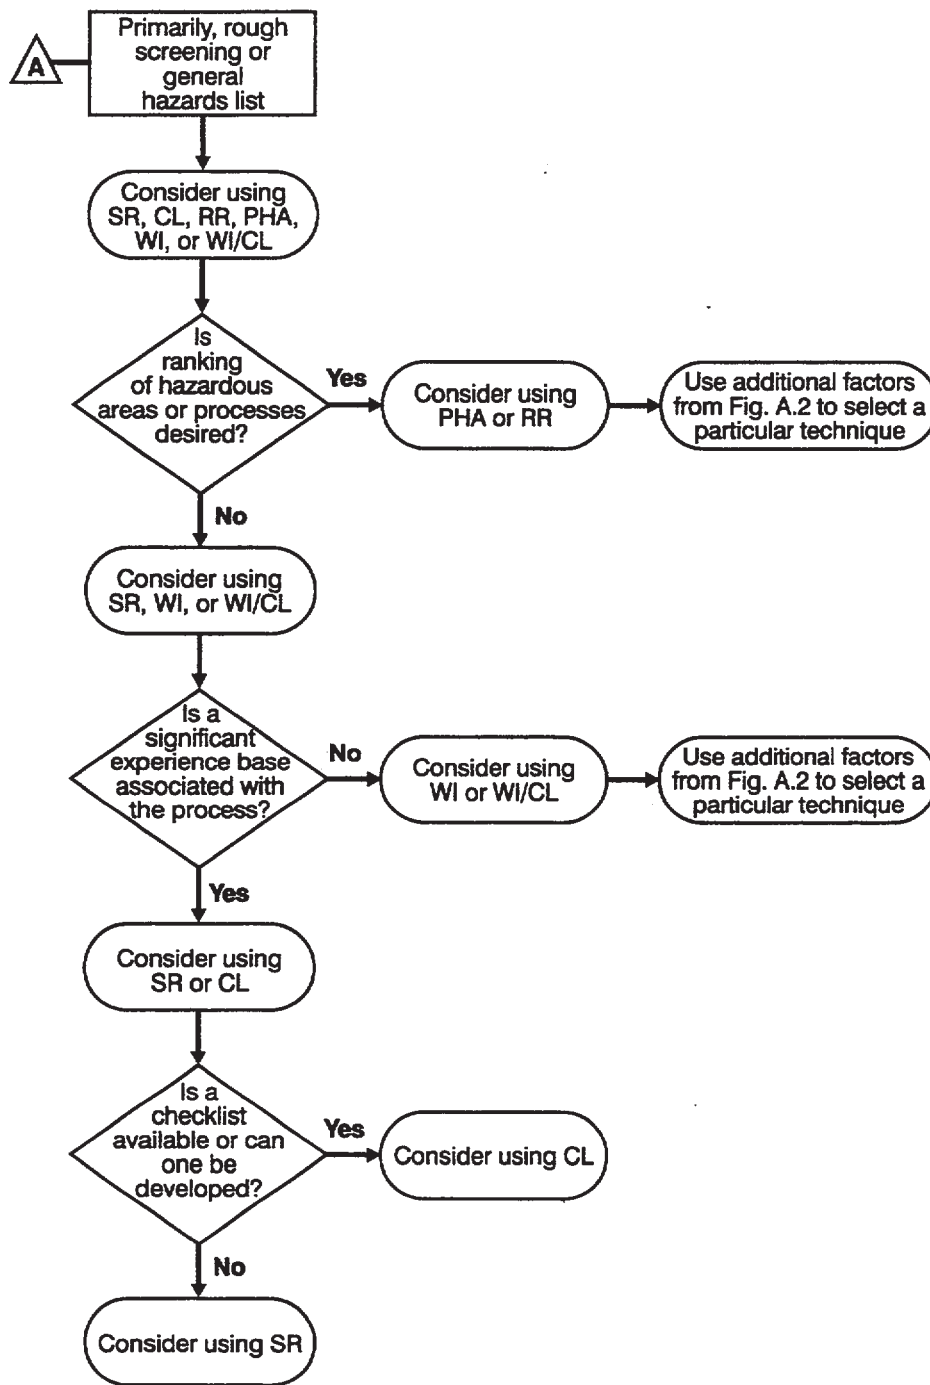 A
Primarily, rough
screening or
general
hazards list
Consider using
SR, CL, RR, PHA,
WI, or WI/CL
Is
ranking
of hazardous
areas or processes
desired?
Yes
Consider using
PHA or RR
Use additional factors
from Fig. A.2 to select a
particular technique
No
Consider using
SR, WI, or WI/CL
Is a
significant
experience base
associated with
the process?
No
Consider using
WI or WI/CL
Use additional factors
from Fig. A.2 to select a
particular technique
Yes
Consider using
SR or CL
Is a
checklist
available or can
one be
developed?
Yes
Consider using CL
No
Consider using SR